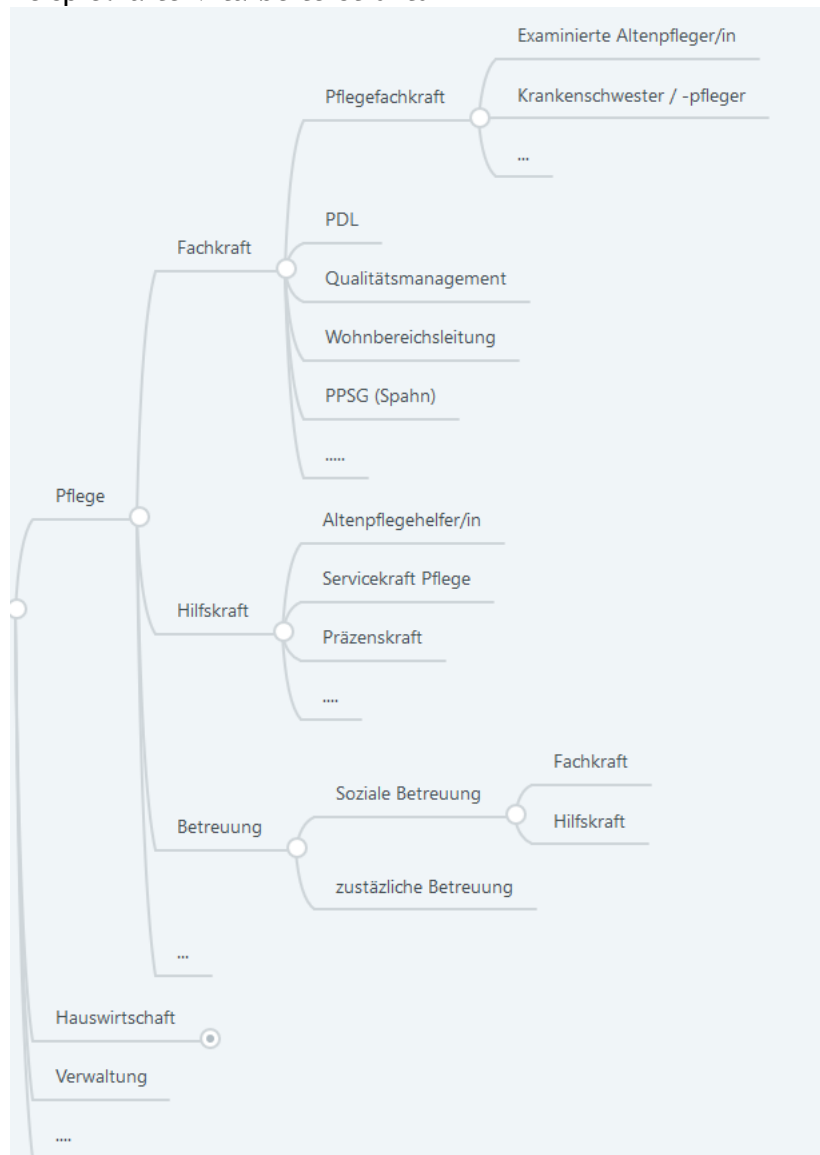 Examinierte Altenpfleger/in
Pflegefachkraft
Krankenschwester / -pfleger
...
PDL
Fachkraft
Qualitätsmanagement
Wohnbereichsleitung
PPSG (Spahn)
.....
Pflege
Altenpflegehelfer/in
Servicekraft Pflege
Hilfskraft
Präzenskraft
....
Fachkraft
Soziale Betreuung
Hilfskraft
Betreuung
zustäzliche Betreuung
...
Hauswirtschaft
Verwaltung
....